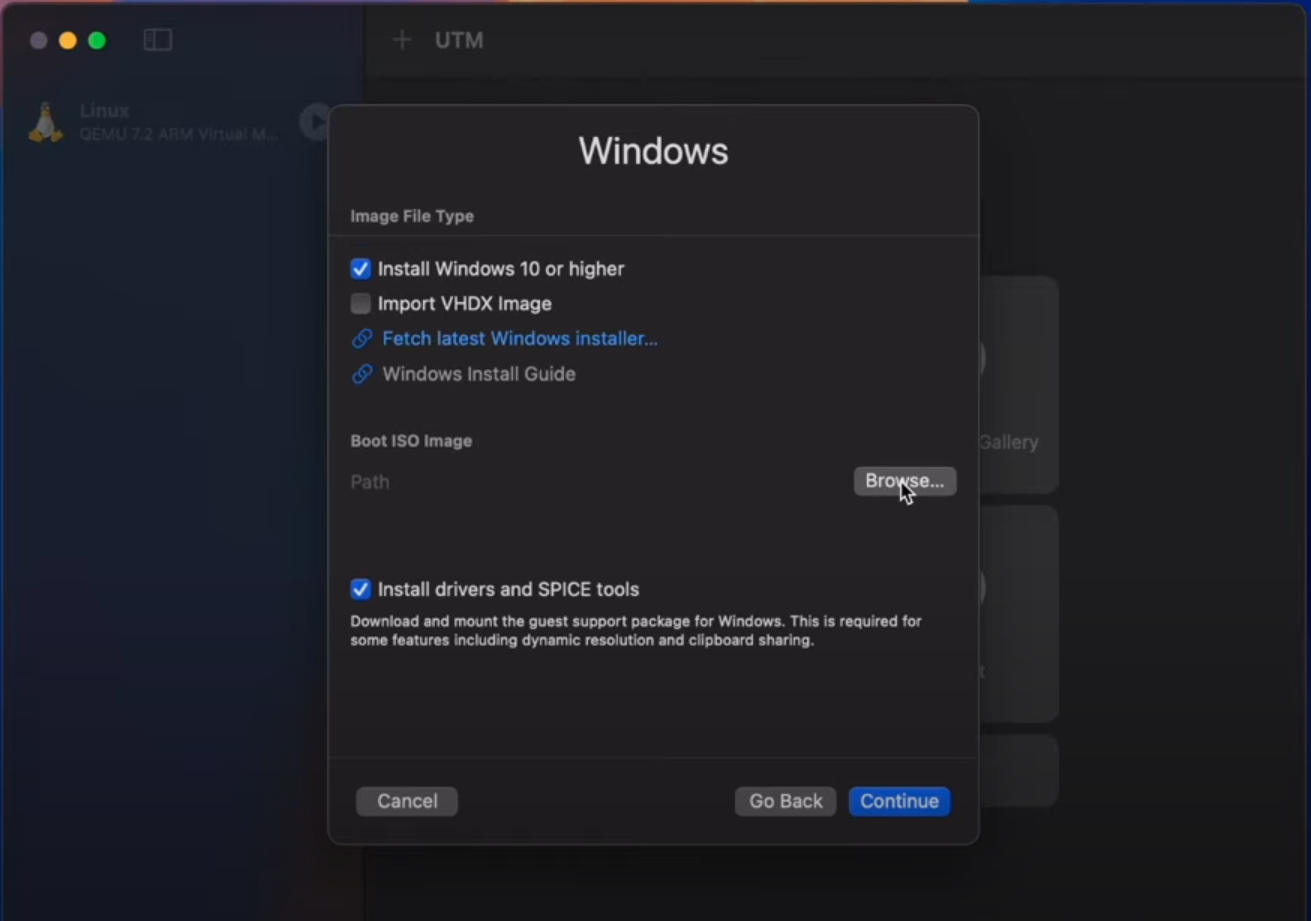 UTM
Linux
QEMU 7.2 ARM Virtual M...
Windows
Image File Type
Install Windows 10 or higher
Import VHDX Image
Fetch latest Windows installer...
Windows Install Guide
Gallery
Boot ISO Image
Path
Browse...
Install drivers and SPICE tools
Download and mount the guest support package for Windows. This is required for
some features including dynamic resolution and clipboard sharing.
Cancel
Go Back
Continue